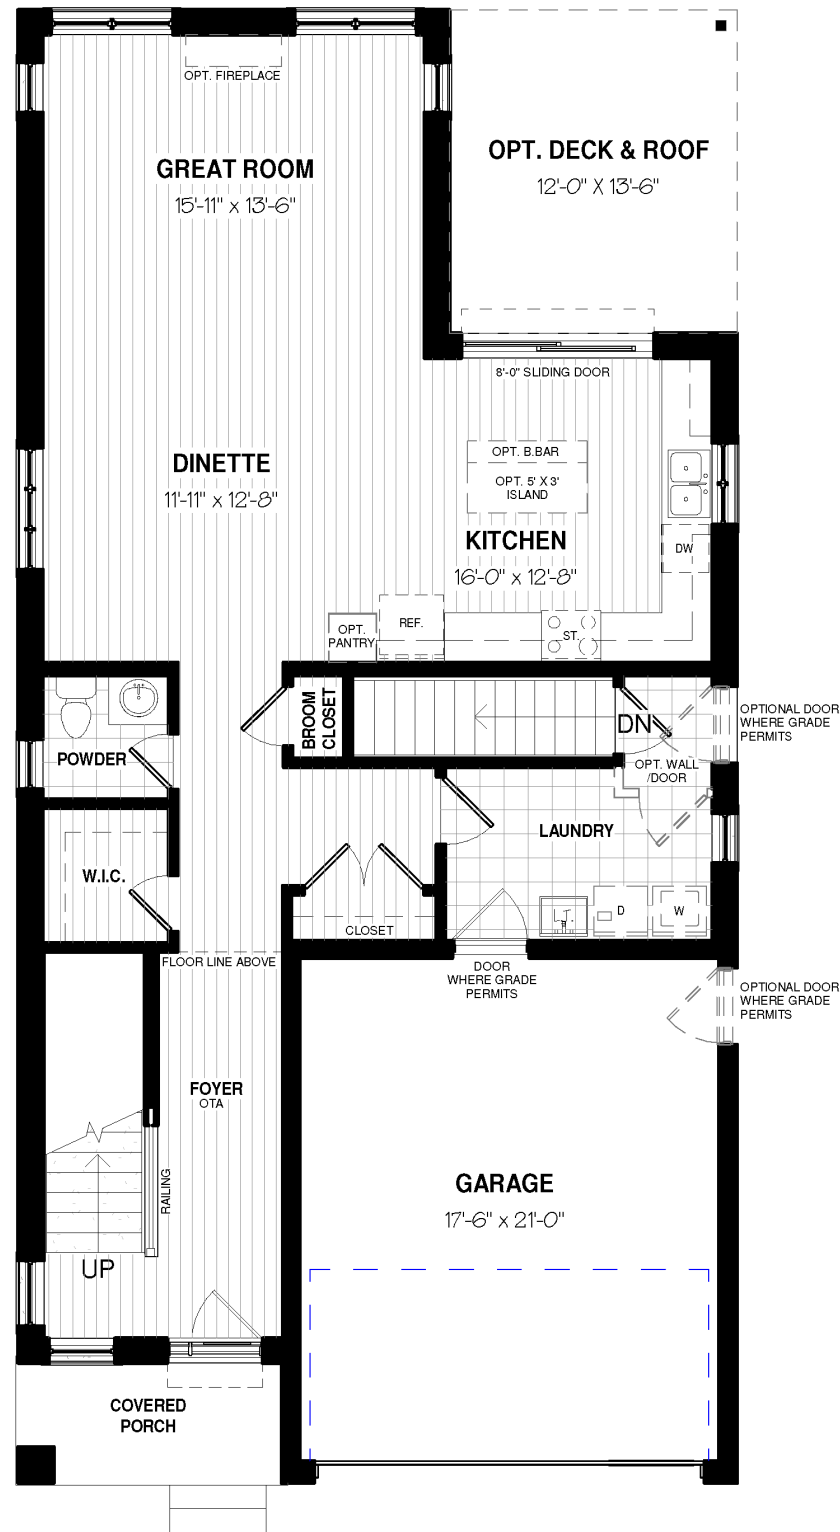 OPT. FIREPLACE
GREAT ROOM
15'-11" x 13'-6"
OPT. DECK & ROOF
12'-0" X 13'-6"
8'-0" SLIDING DOOR
DINETTE
11'-11" x 12'-8"
OPT. B.BAR
OPT. 5' X 3'
ISLAND
KITCHEN
16'-0" x 12'-8"
DW
REF.
OPT.
PANTRY
ST.
BROOM
CLOSET
DN
OPTIONAL DOOR
WHERE GRADE
PERMITS
POWDER
OPT. WALL
/DOOR
LAUNDRY
W.I.C.
D
W
CLOSET
FLOOR LINE ABOVE
DOOR
WHERE GRADE
PERMITS
OPTIONAL DOOR
WHERE GRADE
PERMITS
FOYER
OTA
RAILING
GARAGE
17'-6" x 21'-0"
UP
COVERED
PORCH